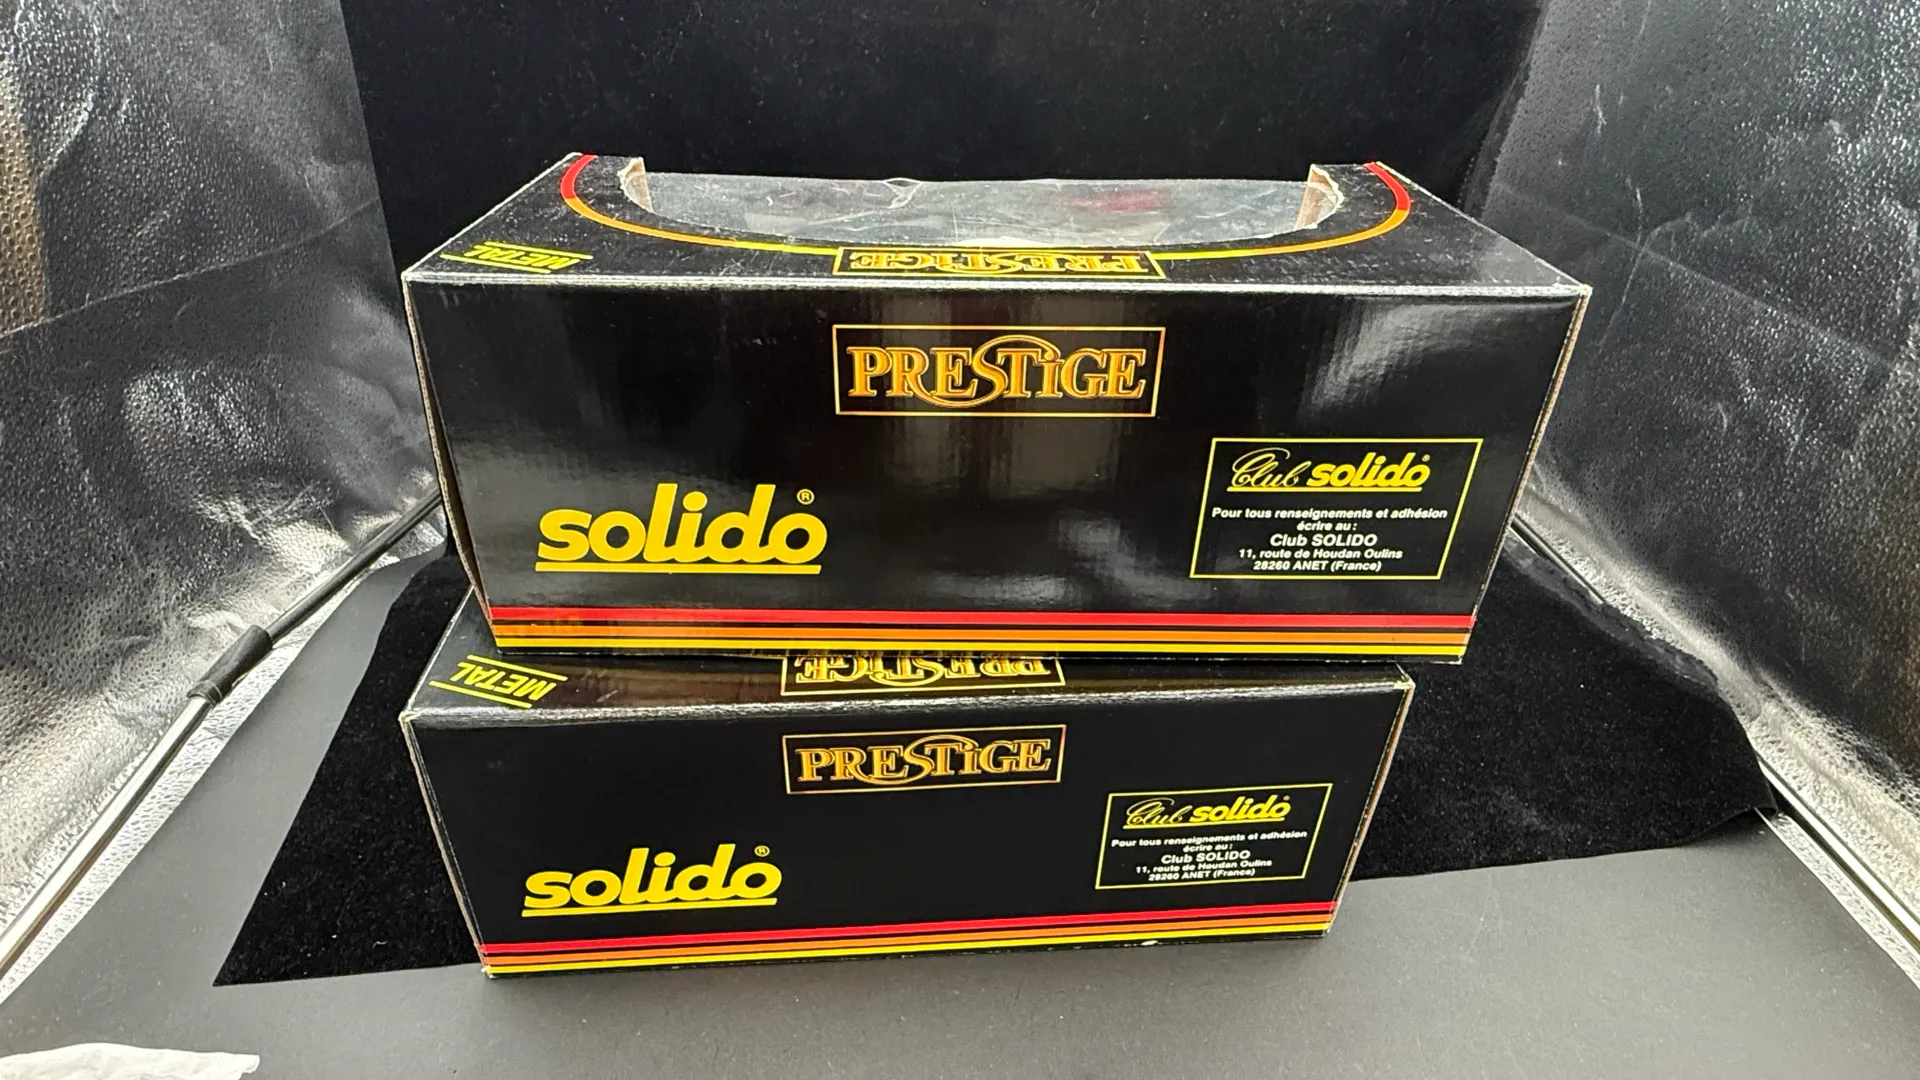 METAL
PRESTiGE
PRESTiGE
solido®
Club solido
Pour tous renseignements et adhésion
écrire au :
Club SOLIDO
11, route de Houdan Oulins
28260 ANET (France)
METAL
PRESTiGE
PRESTiGE
solido®
Club solido
Pour tous renseignements et adhésion
écrire au :
Club SOLIDO
11, route de Houdan Oulins
28260 ANET (France)